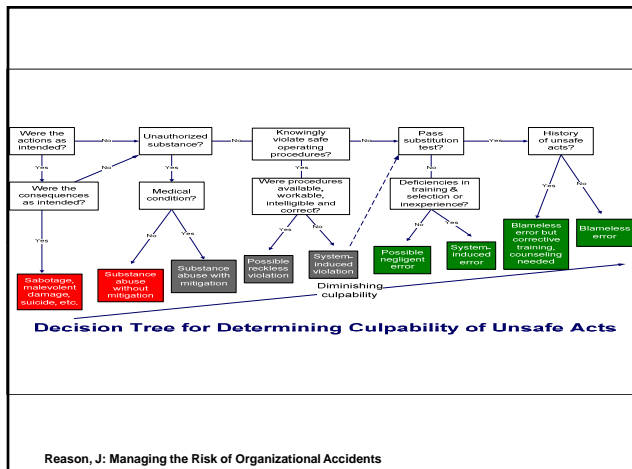 Were the
actions as
intended?
No
Unauthorized
substance?
No
Knowingly
violate safe
operating
procedures?
No
Pass
substitution
test?
Yes
History
of unsafe
acts?
Yes
No
Yes
Yes
No
Yes
No
Were the
consequences
as intended?
Medical
condition?
Were procedures
available,
workable,
intelligible and
correct?
Deficiencies in
training &
selection or
inexperience?
Yes
No
Yes
No
Yes
Yes
No
No
Yes
Sabotage,
malevolent
damage,
suicide, etc.
Substance
abuse
without
mitigation
Substance
abuse with
mitigation
Possible
reckless
violation
System-
induced
violation
Possible
negligent
error
System-
induced
error
Blameless
error but
corrective
training,
counseling
needed
Blameless
error
Diminishing
culpability
Decision Tree for Determining Culpability of Unsafe Acts
Reason, J: Managing the Risk of Organizational Accidents